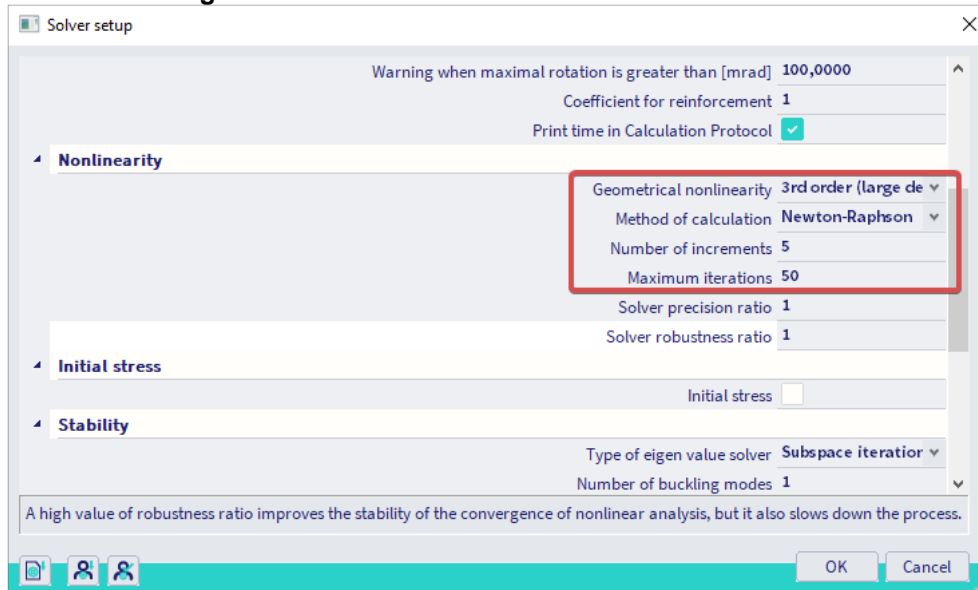 Solver setup
Warning when maximal rotation is greater than [mrad] 100,0000
Coefficient for reinforcement 1
Print time in Calculation Protocol
Nonlinearity
Geometrical nonlinearity 3rd order (large de
Method of calculation Newton-Raphson
Number of increments 5
Maximum iterations 50
Solver precision ratio 1
Solver robustness ratio 1
Initial stress
Initial stress
Stability
Type of eigen value solver Subspace iteration
Number of buckling modes 1
A high value of robustness ratio improves the stability of the convergence of nonlinear analysis, but it also slows down the process.
OK Cancel